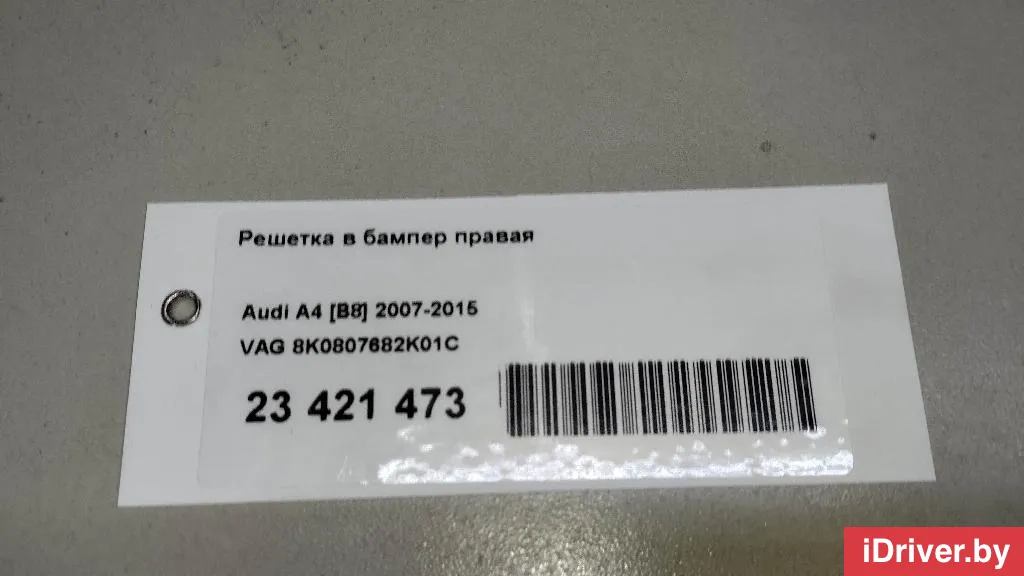 Решетка в бампер правая
Audi A4 [B8] 2007-2015
VAG 8K0807682K01C
23 421 473
iDriver.by